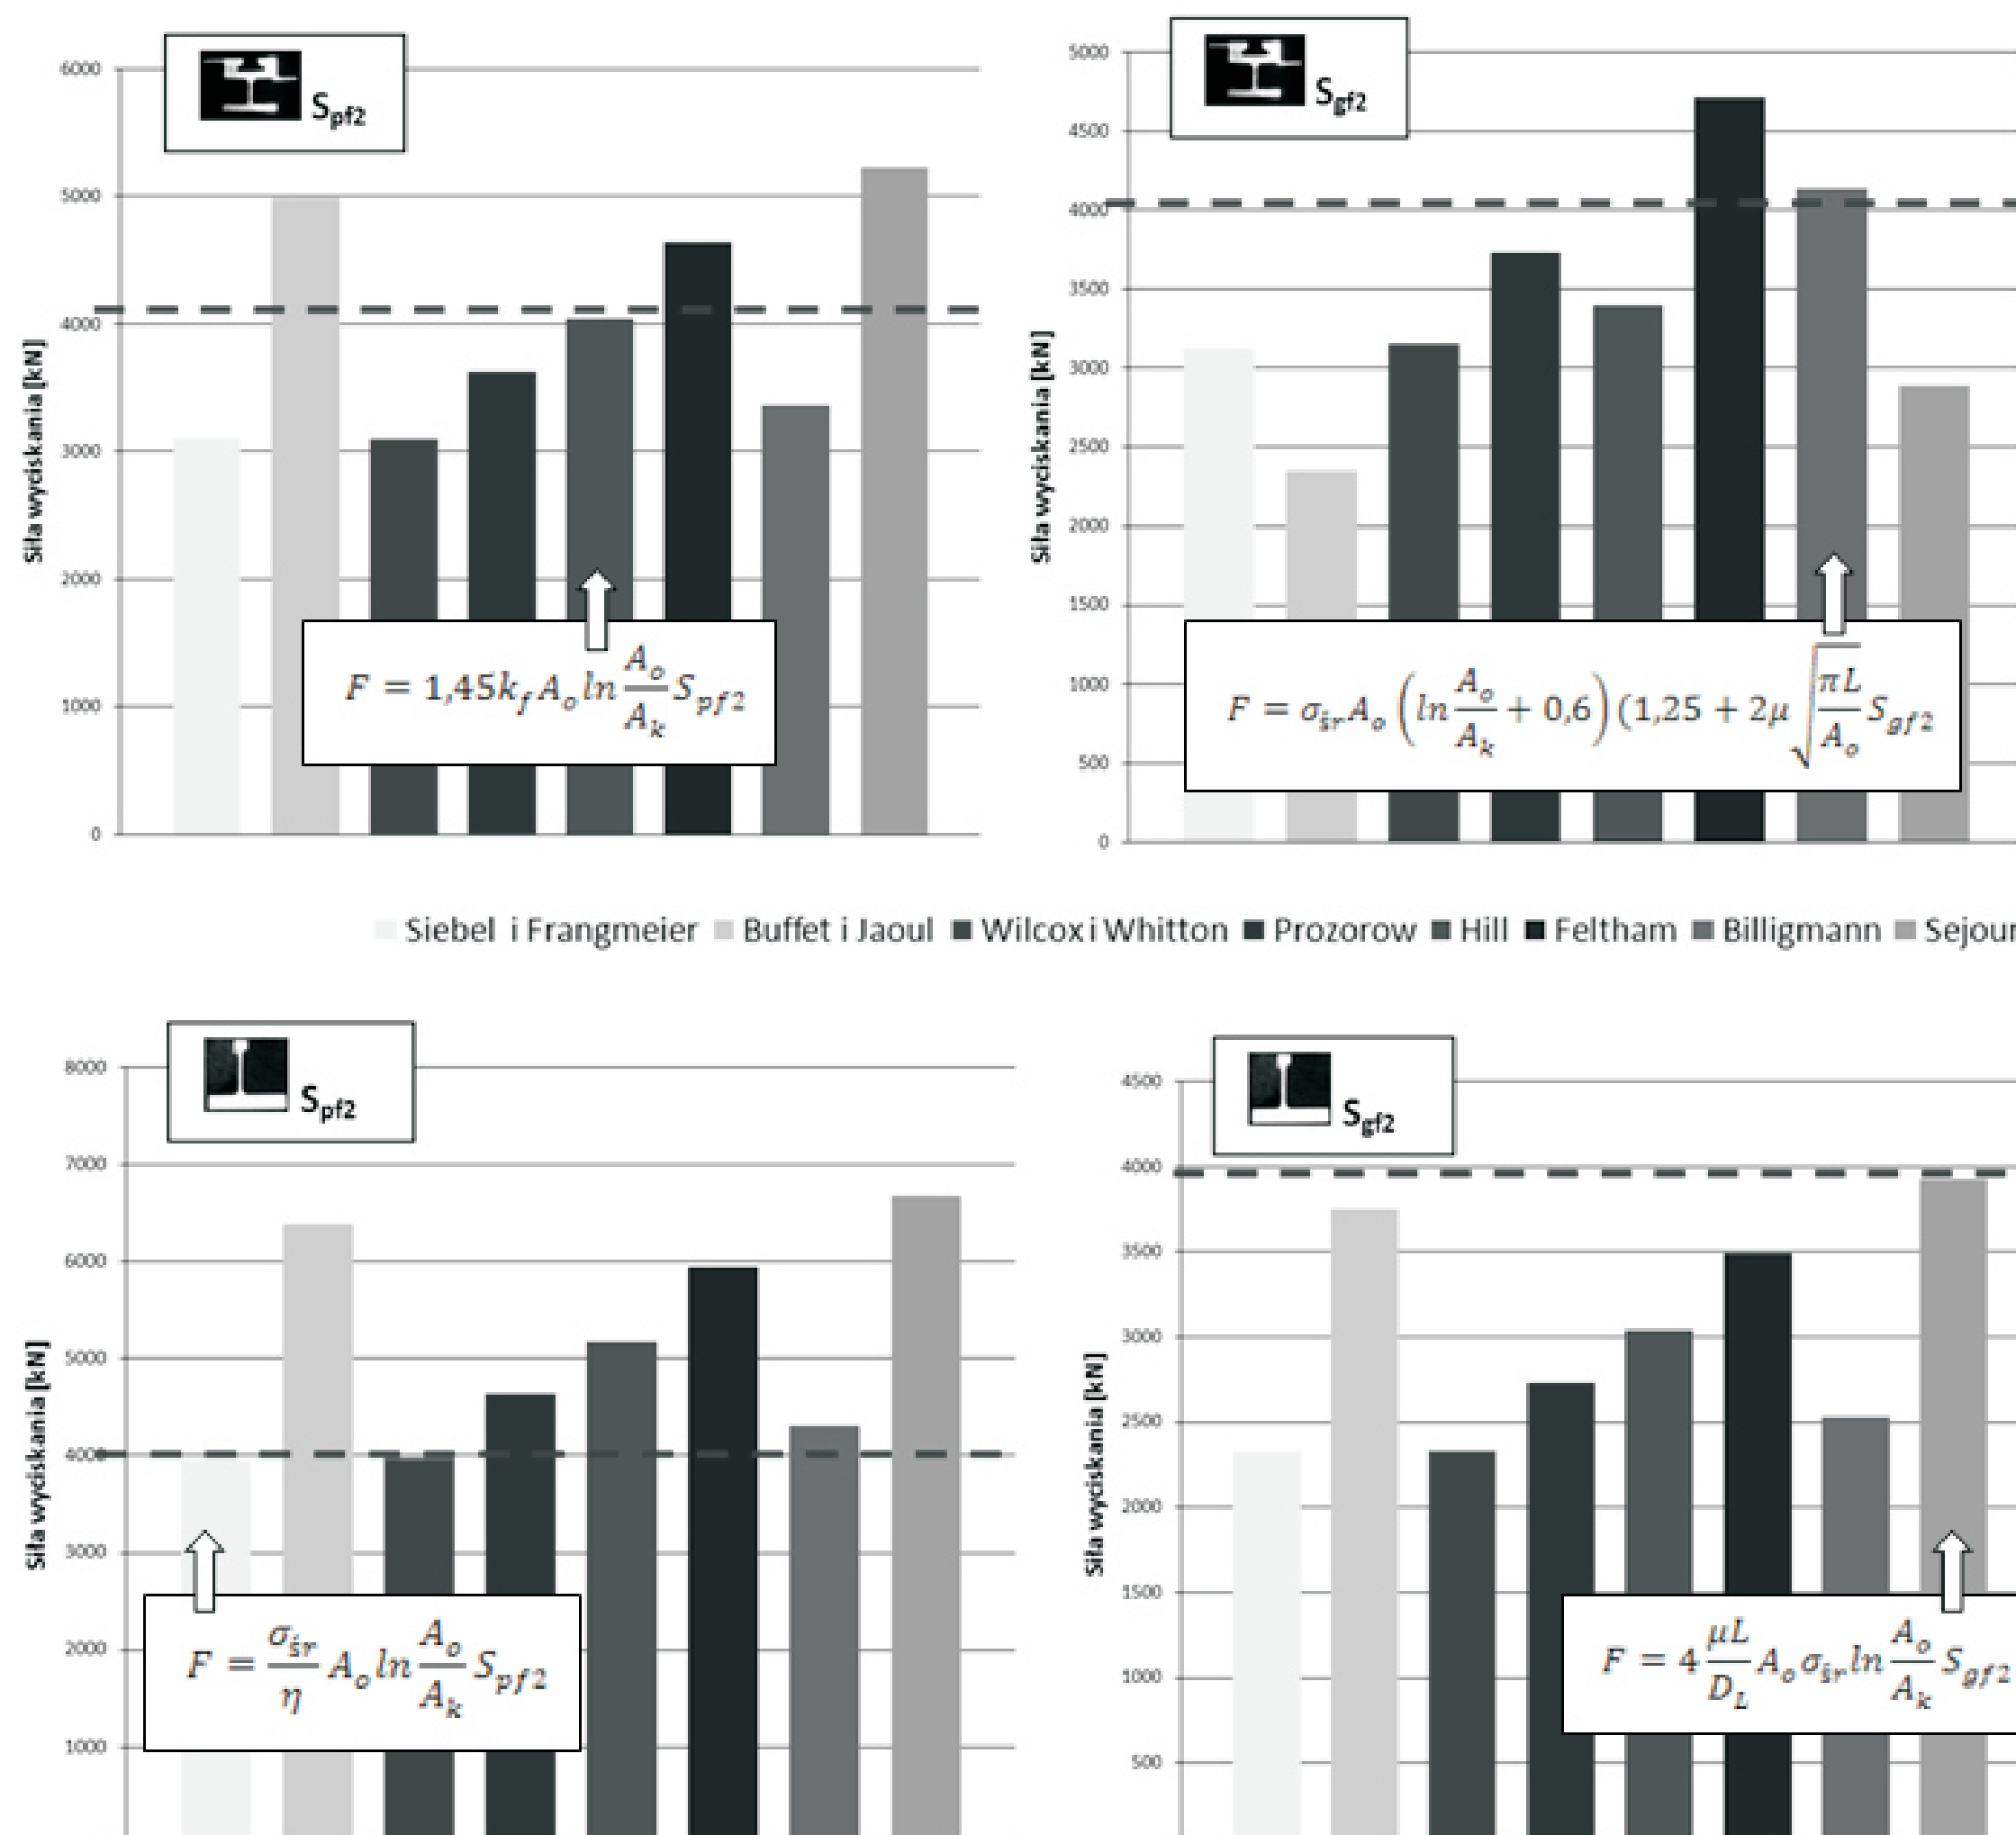 S_pf2
6000
5000
4000
3000
2000
1000
0
Siła wyciskania [kN]
F = 1,45k_f A_o ln A_o/A_k S_pf2
S_gf2
5000
4500
4000
3500
3000
2500
2000
1500
1000
500
0
Siła wyciskania [kN]
F = σ_śr A_o (ln A_o/A_k + 0,6) (1,25 + 2μ √(πL/A_o) S_gf2
Siebel i Frangmeier Buffet i Jaoul Wilcox i Whitton Prozorow Hill Feltham Billigmann Sejour
S_pf2
8000
7000
6000
5000
4000
3000
2000
1000
Siła wyciskania [kN]
F = σ_śr/η A_o ln A_o/A_k S_pf2
S_gf2
4500
4000
3500
3000
2500
2000
1500
1000
500
Siła wyciskania [kN]
F = 4 μL/D_L A_o σ_śr ln A_o/A_k S_gf2